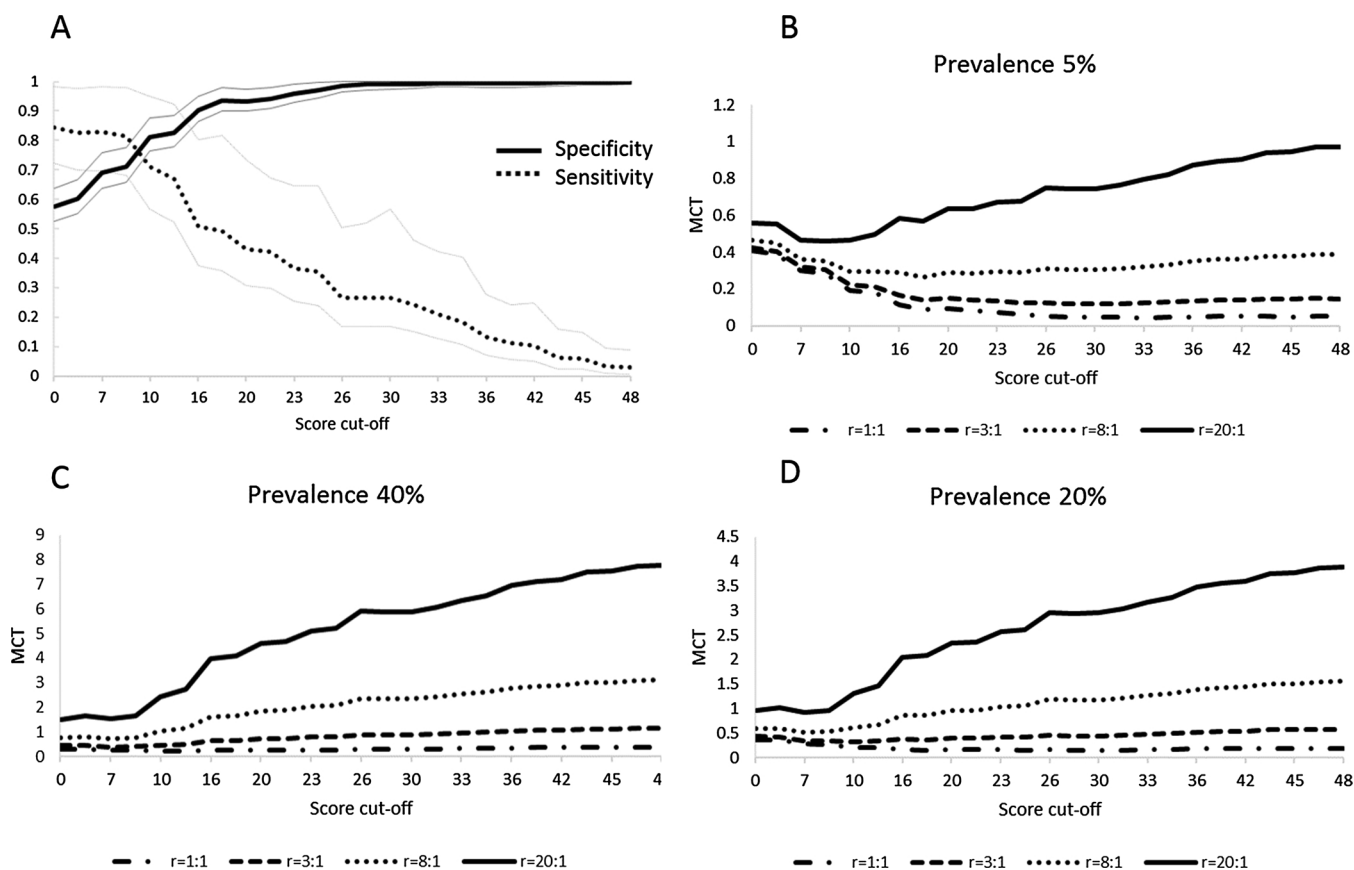 A
1
0.9
0.8
0.7
0.6
0.5
0.4
0.3
0.2
0.1
0
Specificity
Sensitivity
0 7 10 16 20 23 26 30 33 36 42 45 48
Score cut-off
B
Prevalence 5%
MCT
1.2
1
0.8
0.6
0.4
0.2
0
0 7 10 16 20 23 26 30 33 36 42 45 48
Score cut-off
r=1:1 r=3:1 r=8:1 r=20:1
C
Prevalence 40%
MCT
9
8
7
6
5
4
3
2
1
0
0 7 10 16 20 23 26 30 33 36 42 45 4
Score cut-off
r=1:1 r=3:1 r=8:1 r=20:1
D
Prevalence 20%
MCT
4.5
4
3.5
3
2.5
2
1.5
1
0.5
0
0 7 10 16 20 23 26 30 33 36 42 45 48
Score cut-off
r=1:1 r=3:1 r=8:1 r=20:1